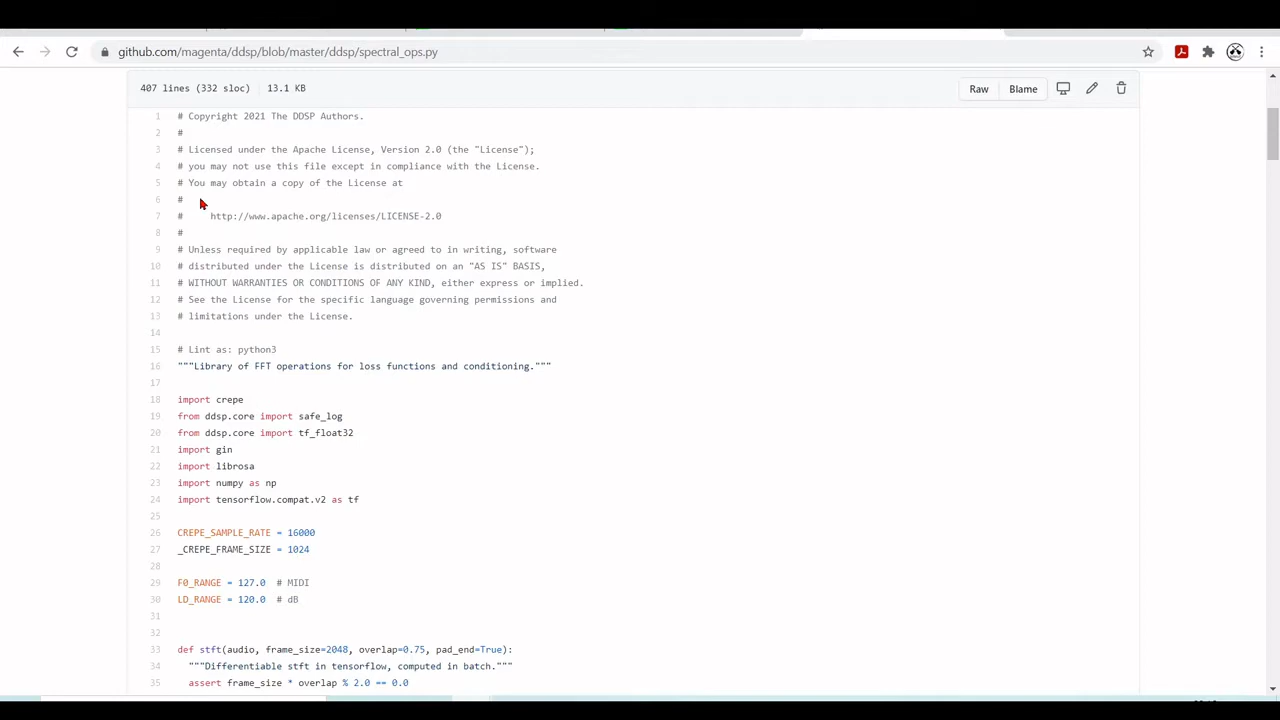 github.com/magenta/ddsp/blob/master/ddsp/spectral_ops.py
407 lines (332 sloc) 13.1 KB Raw Blame
1 # Copyright 2021 The DDSP Authors.
2 #
3 # Licensed under the Apache License, Version 2.0 (the "License");
4 # you may not use this file except in compliance with the License.
5 # You may obtain a copy of the License at
6 #
7 #     http://www.apache.org/licenses/LICENSE-2.0
8 #
9 # Unless required by applicable law or agreed to in writing, software
10 # distributed under the License is distributed on an "AS IS" BASIS,
11 # WITHOUT WARRANTIES OR CONDITIONS OF ANY KIND, either express or implied.
12 # See the License for the specific language governing permissions and
13 # limitations under the License.
14
15 # Lint as: python3
16 """Library of FFT operations for loss functions and conditioning."""
17
18 import crepe
19 from ddsp.core import safe_log
20 from ddsp.core import tf_float32
21 import gin
22 import librosa
23 import numpy as np
24 import tensorflow.compat.v2 as tf
25
26 CREPE_SAMPLE_RATE = 16000
27 _CREPE_FRAME_SIZE = 1024
28
29 F0_RANGE = 127.0  # MIDI
30 LD_RANGE = 120.0  # dB
31
32
33 def stft(audio, frame_size=2048, overlap=0.75, pad_end=True):
34   """Differentiable stft in tensorflow, computed in batch."""
35   assert frame_size * overlap % 2.0 == 0.0